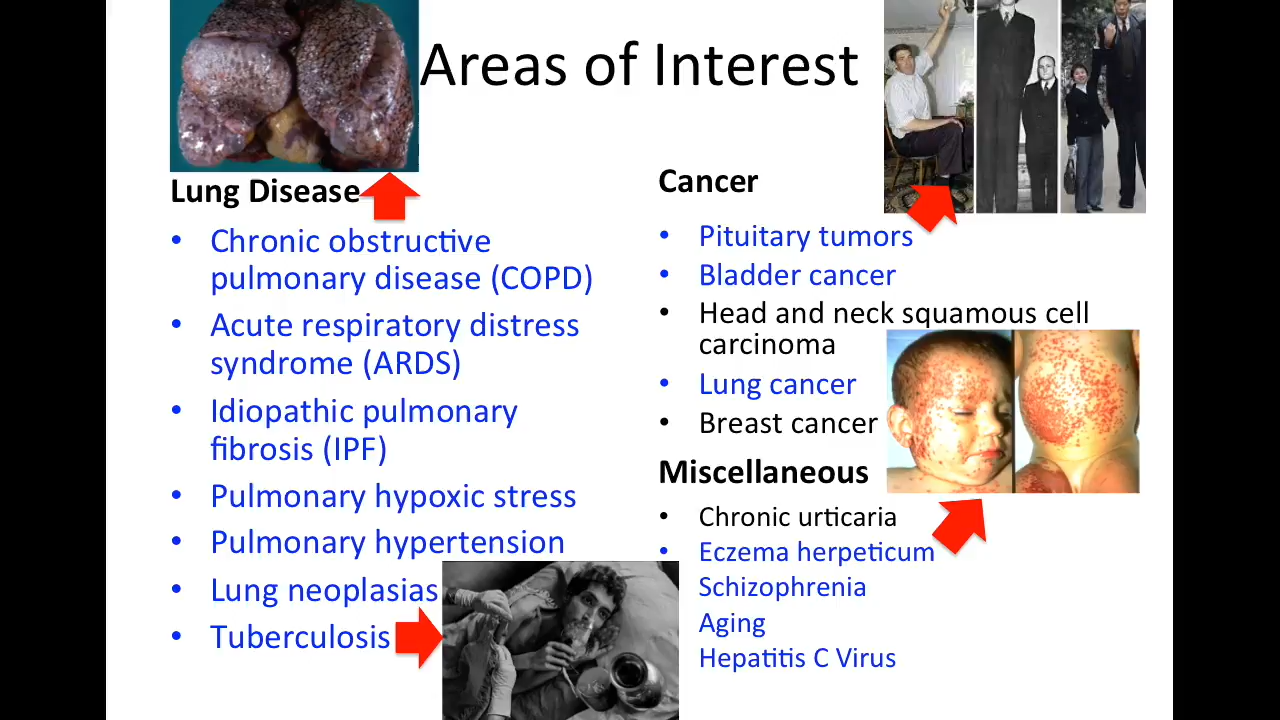 Areas of Interest
Lung Disease
• Chronic obstructive
pulmonary disease (COPD)
• Acute respiratory distress
syndrome (ARDS)
• Idiopathic pulmonary
fibrosis (IPF)
• Pulmonary hypoxic stress
• Pulmonary hypertension
• Lung neoplasias
• Tuberculosis
Cancer
• Pituitary tumors
• Bladder cancer
• Head and neck squamous cell
carcinoma
• Lung cancer
• Breast cancer
Miscellaneous
• Chronic urticaria
• Eczema herpeticum
Schizophrenia
Aging
Hepatitis C Virus